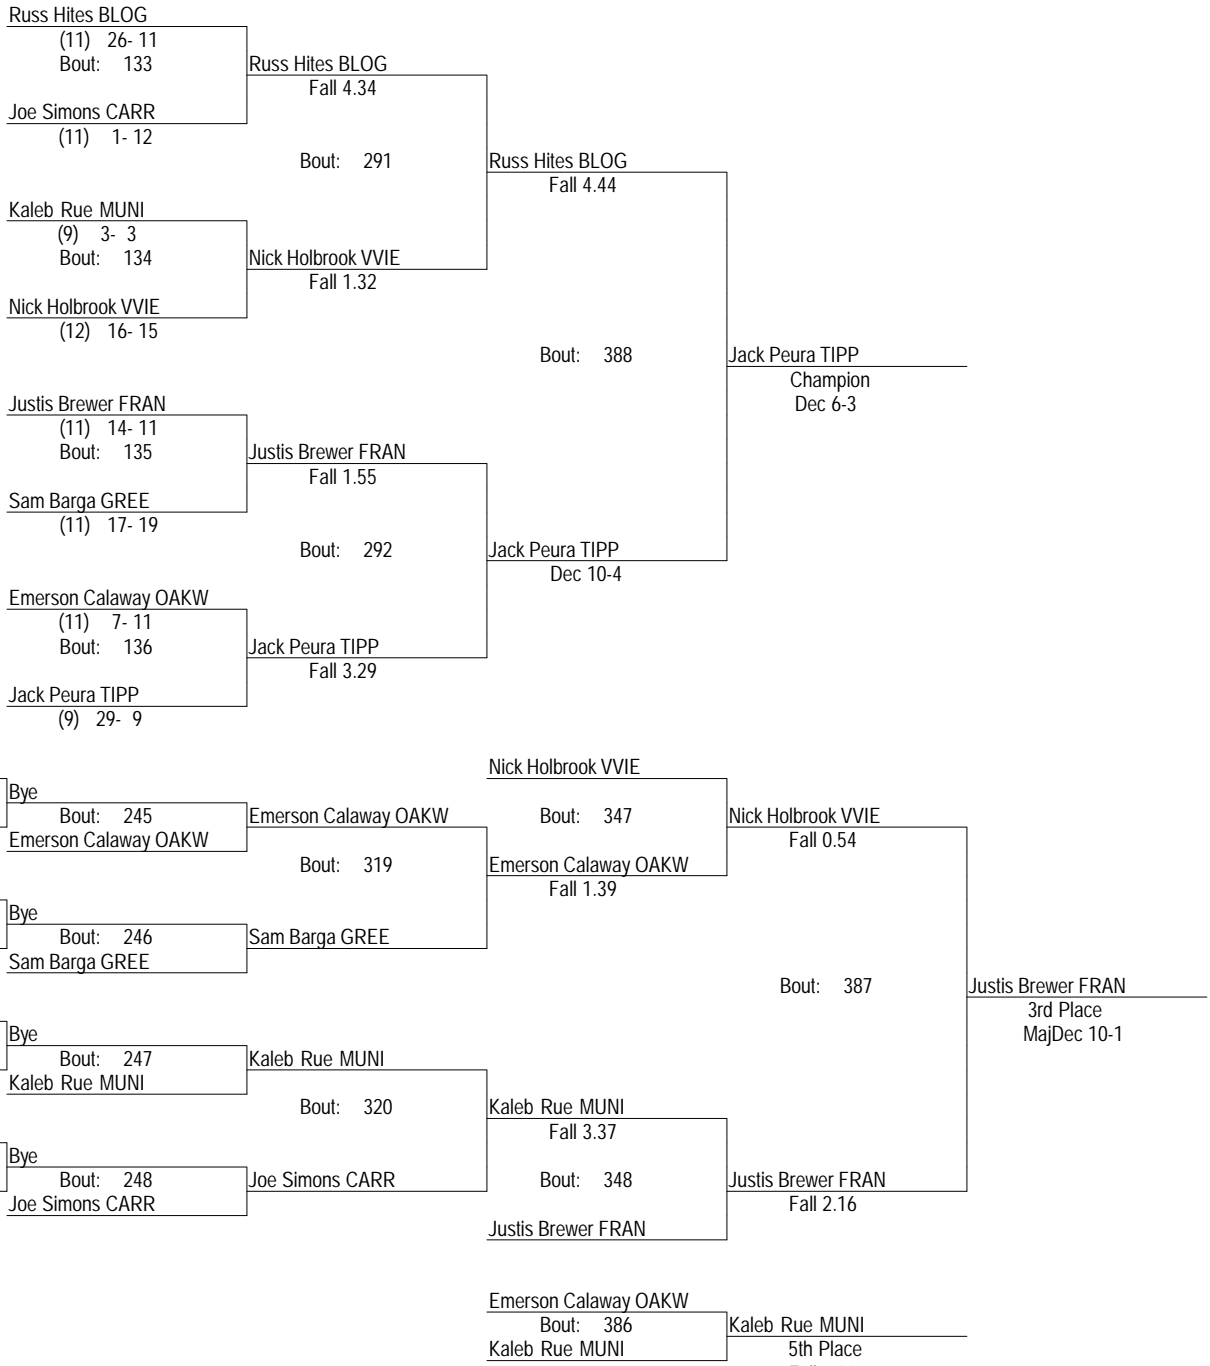 Russ Hites BLOG
(11) 26- 11
Bout: 133
Russ Hites BLOG
Fall 4.34
Joe Simons CARR
(11) 1- 12
Bout: 291
Russ Hites BLOG
Fall 4.44
Kaleb Rue MUNI
(9) 3- 3
Bout: 134
Nick Holbrook VVIE
Fall 1.32
Nick Holbrook VVIE
(12) 16- 15
Bout: 388
Jack Peura TIPP
Champion
Dec 6-3
Justis Brewer FRAN
(11) 14- 11
Bout: 135
Justis Brewer FRAN
Fall 1.55
Sam Barga GREE
(11) 17- 19
Bout: 292
Jack Peura TIPP
Dec 10-4
Emerson Calaway OAKW
(11) 7- 11
Bout: 136
Jack Peura TIPP
Fall 3.29
Jack Peura TIPP
(9) 29- 9
Nick Holbrook VVIE
Bye
Bout: 245
Emerson Calaway OAKW
Bout: 347
Nick Holbrook VVIE
Fall 0.54
Emerson Calaway OAKW
Bout: 319
Emerson Calaway OAKW
Fall 1.39
Bye
Bout: 246
Sam Barga GREE
Sam Barga GREE
Bout: 387
Justis Brewer FRAN
3rd Place
MajDec 10-1
Bye
Bout: 247
Kaleb Rue MUNI
Kaleb Rue MUNI
Bout: 320
Kaleb Rue MUNI
Fall 3.37
Bye
Bout: 248
Joe Simons CARR
Bout: 348
Justis Brewer FRAN
Fall 2.16
Joe Simons CARR
Justis Brewer FRAN
Emerson Calaway OAKW
Bout: 386
Kaleb Rue MUNI
Kaleb Rue MUNI
5th Place